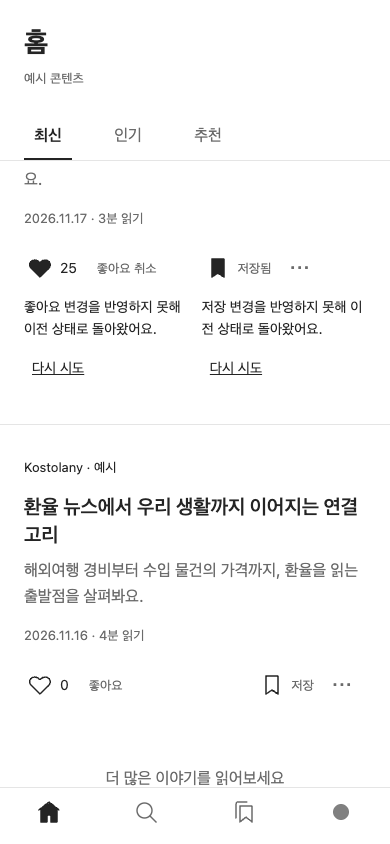 홈
예시 콘텐츠
최신 인기 추천
요.
2026.11.17 · 3분 읽기
25 좋아요 취소 저장됨
좋아요 변경을 반영하지 못해
이전 상태로 돌아왔어요.
다시 시도
저장 변경을 반영하지 못해 이
전 상태로 돌아왔어요.
다시 시도
Kostolany · 예시
환율 뉴스에서 우리 생활까지 이어지는 연결
고리
해외여행 경비부터 수입 물건의 가격까지, 환율을 읽는
출발점을 살펴봐요.
2026.11.16 · 4분 읽기
0 좋아요 저장
더 많은 이야기를 읽어보세요